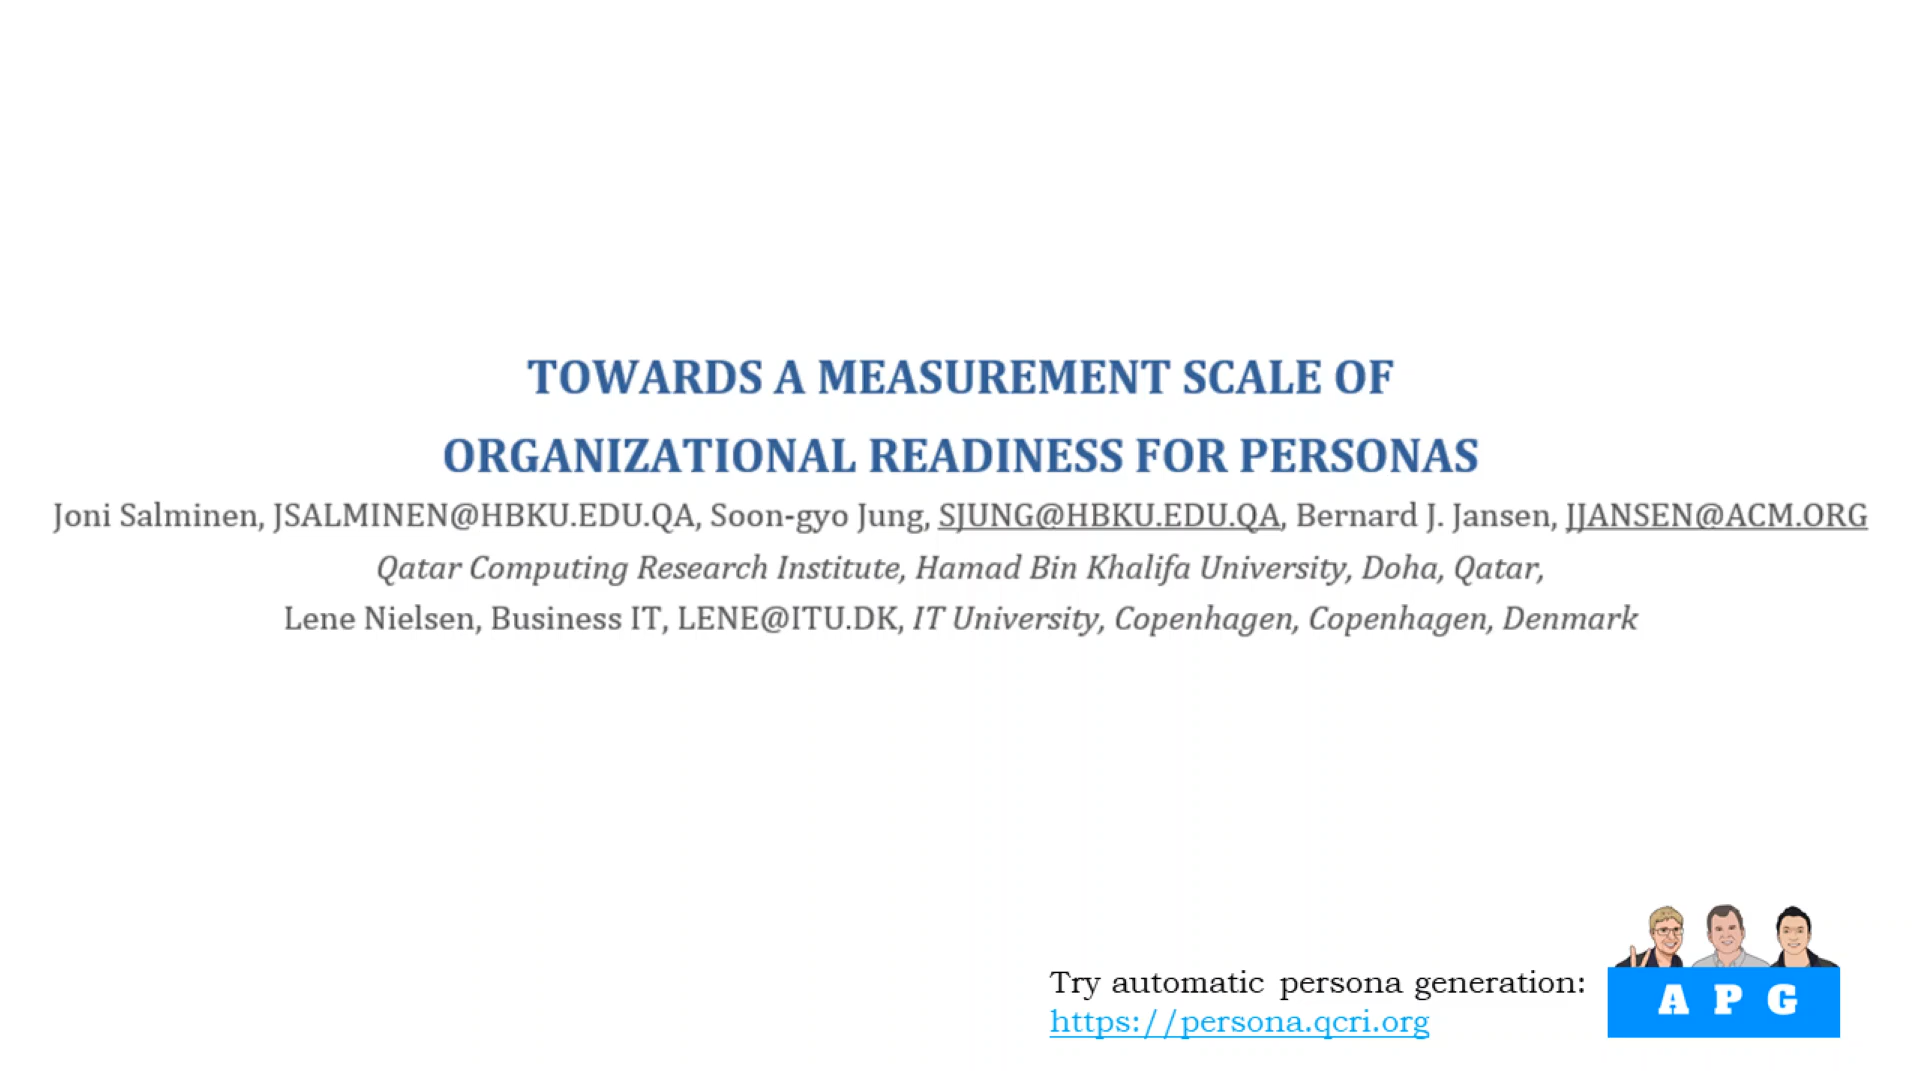 TOWARDS A MEASUREMENT SCALE OF
ORGANIZATIONAL READINESS FOR PERSONAS
Joni Salminen, JSALMINEN@HBKU.EDU.QA, Soon-gyo Jung, SJUNG@HBKU.EDU.QA, Bernard J. Jansen, JJANSEN@ACM.ORG
Qatar Computing Research Institute, Hamad Bin Khalifa University, Doha, Qatar,
Lene Nielsen, Business IT, LENE@ITU.DK, IT University, Copenhagen, Copenhagen, Denmark
Try automatic persona generation:
https://persona.qcri.org
A P G